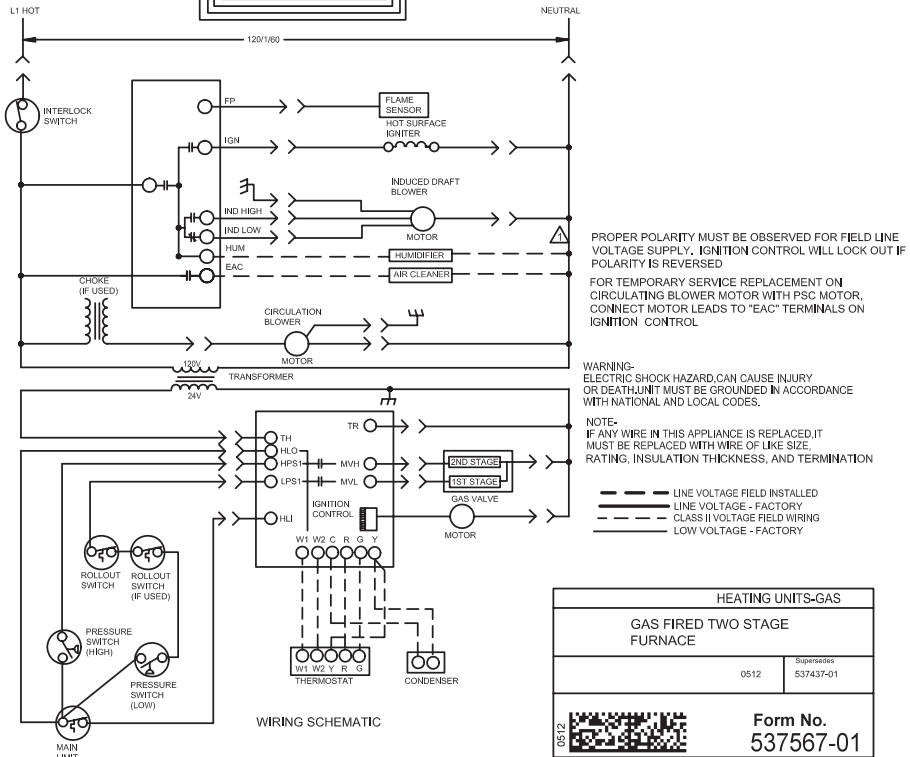 L1 HOT
NEUTRAL
120/1/60
INTERLOCK
SWITCH
FP
FLAME
SENSOR
HOT SURFACE
IGNITER
IGN
INDUCED DRAFT
BLOWER
IND HIGH
IND LOW
MOTOR
HUM
HUMIDIFIER
EAC
AIR CLEANER
1
PROPER POLARITY MUST BE OBSERVED FOR FIELD LINE
VOLTAGE SUPPLY. IGNITION CONTROL WILL LOCK OUT IF
POLARITY IS REVERSED
FOR TEMPORARY SERVICE REPLACEMENT ON
CIRCULATING BLOWER MOTOR WITH PSC MOTOR,
CONNECT MOTOR LEADS TO "EAC" TERMINALS ON
IGNITION CONTROL
CHOKE
(IF USED)
CIRCULATION
BLOWER
MOTOR
120V
TRANSFORMER
24V
WARNING-
ELECTRIC SHOCK HAZARD,CAN CAUSE INJURY
OR DEATH.UNIT MUST BE GROUNDED IN ACCORDANCE
WITH NATIONAL AND LOCAL CODES.
NOTE-
IF ANY WIRE IN THIS APPLIANCE IS REPLACED,IT
MUST BE REPLACED WITH WIRE OF LIKE SIZE,
RATING, INSULATION THICKNESS, AND TERMINATION
TH
HLO
HPS1
LPS1
HLI
TR
MVH
MVL
IGNITION
CONTROL
2ND STAGE
1ST STAGE
GAS VALVE
MOTOR
W1 W2 C R G Y
LINE VOLTAGE FIELD INSTALLED
LINE VOLTAGE - FACTORY
CLASS II VOLTAGE FIELD WIRING
LOW VOLTAGE - FACTORY
ROLLOUT
SWITCH
ROLLOUT
SWITCH
(IF USED)
PRESSURE
SWITCH
(HIGH)
PRESSURE
SWITCH
(LOW)
MAIN
LIMIT
W1 W2 Y R G
THERMOSTAT
CONDENSER
WIRING SCHEMATIC
HEATING UNITS-GAS
GAS FIRED TWO STAGE
FURNACE
0512
Supersedes
537437-01
0512
Form No.
537567-01